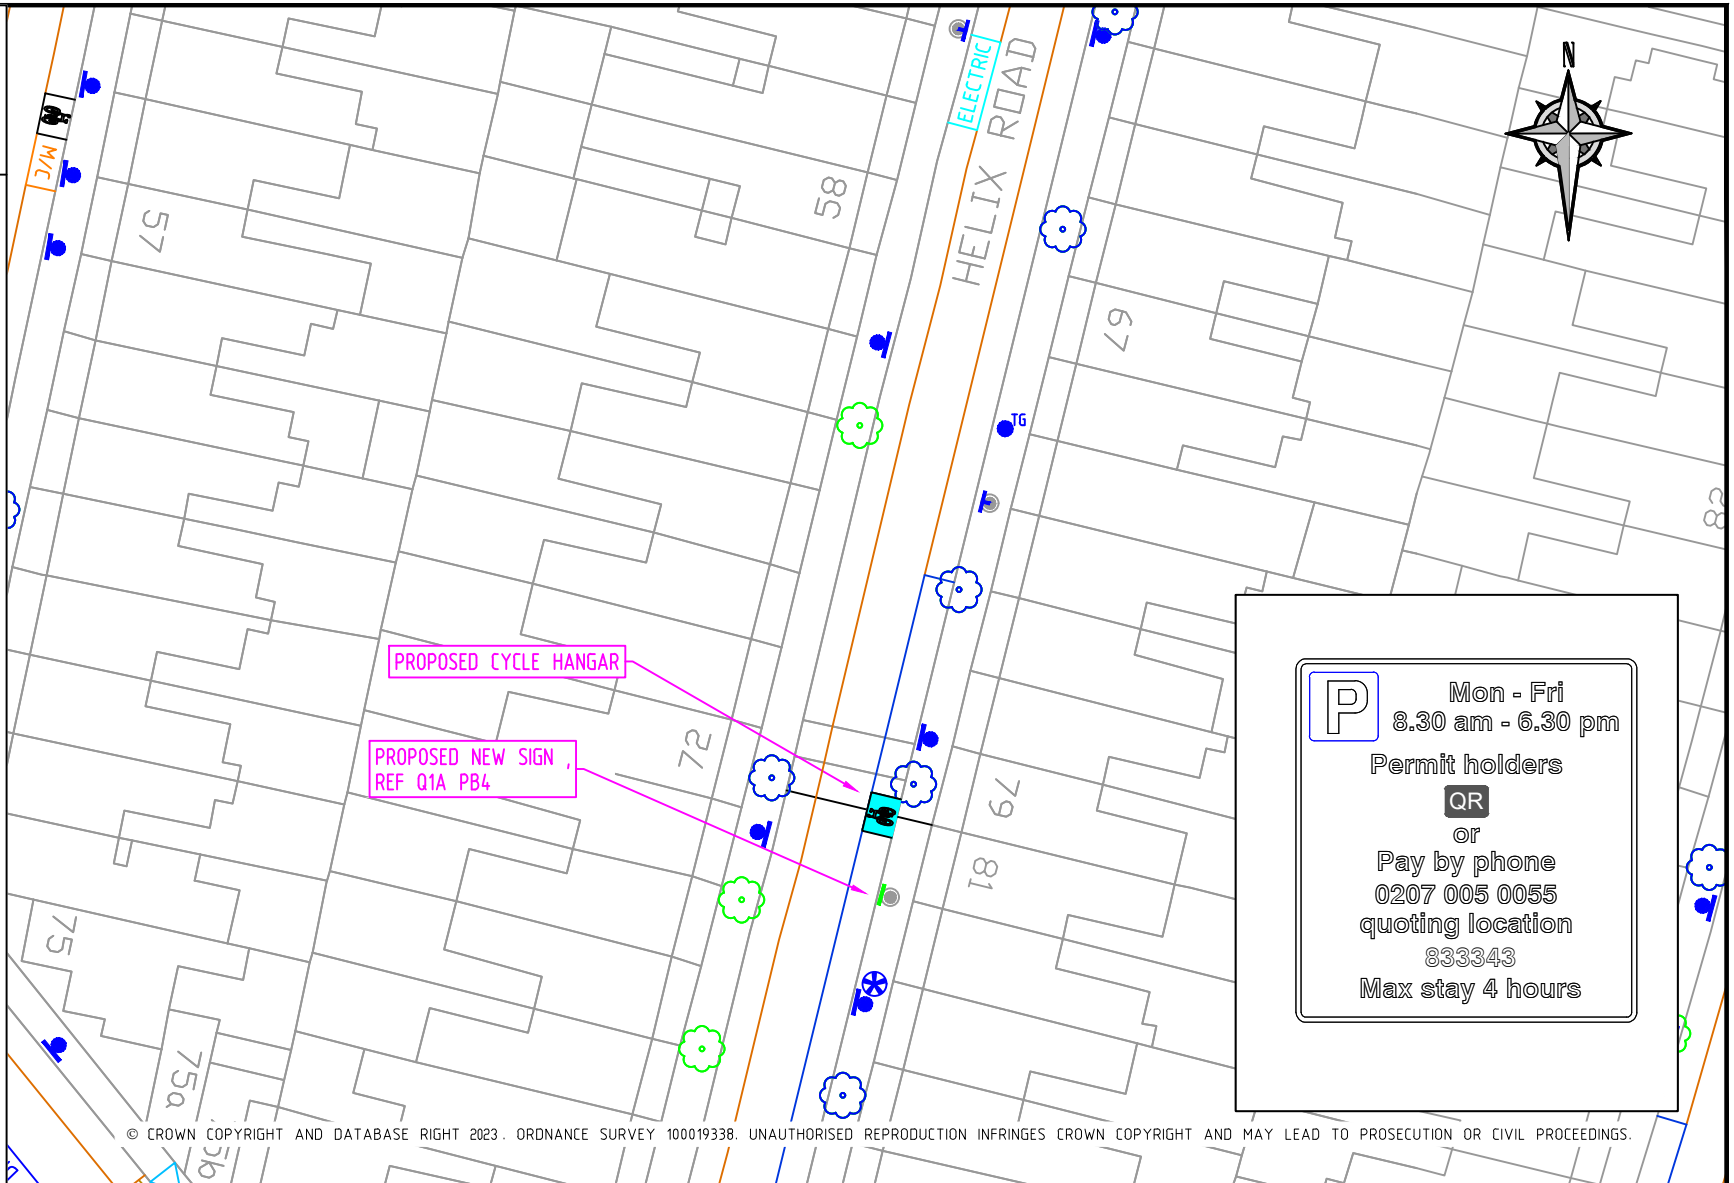 N
ELECTRIC
HELIX ROAD
M/C
57
58
67
TG
PROPOSED CYCLE HANGAR
72
PROPOSED NEW SIGN ,
REF Q1A PB4
79
81
75
75a
5b
P
Mon - Fri
8.30 am - 6.30 pm
Permit holders
QR
or
Pay by phone
0207 005 0055
quoting location
833343
Max stay 4 hours
© CROWN COPYRIGHT AND DATABASE RIGHT 2023. ORDNANCE SURVEY 100019338. UNAUTHORISED REPRODUCTION INFRINGES CROWN COPYRIGHT AND MAY LEAD TO PROSECUTION OR CIVIL PROCEEDINGS.